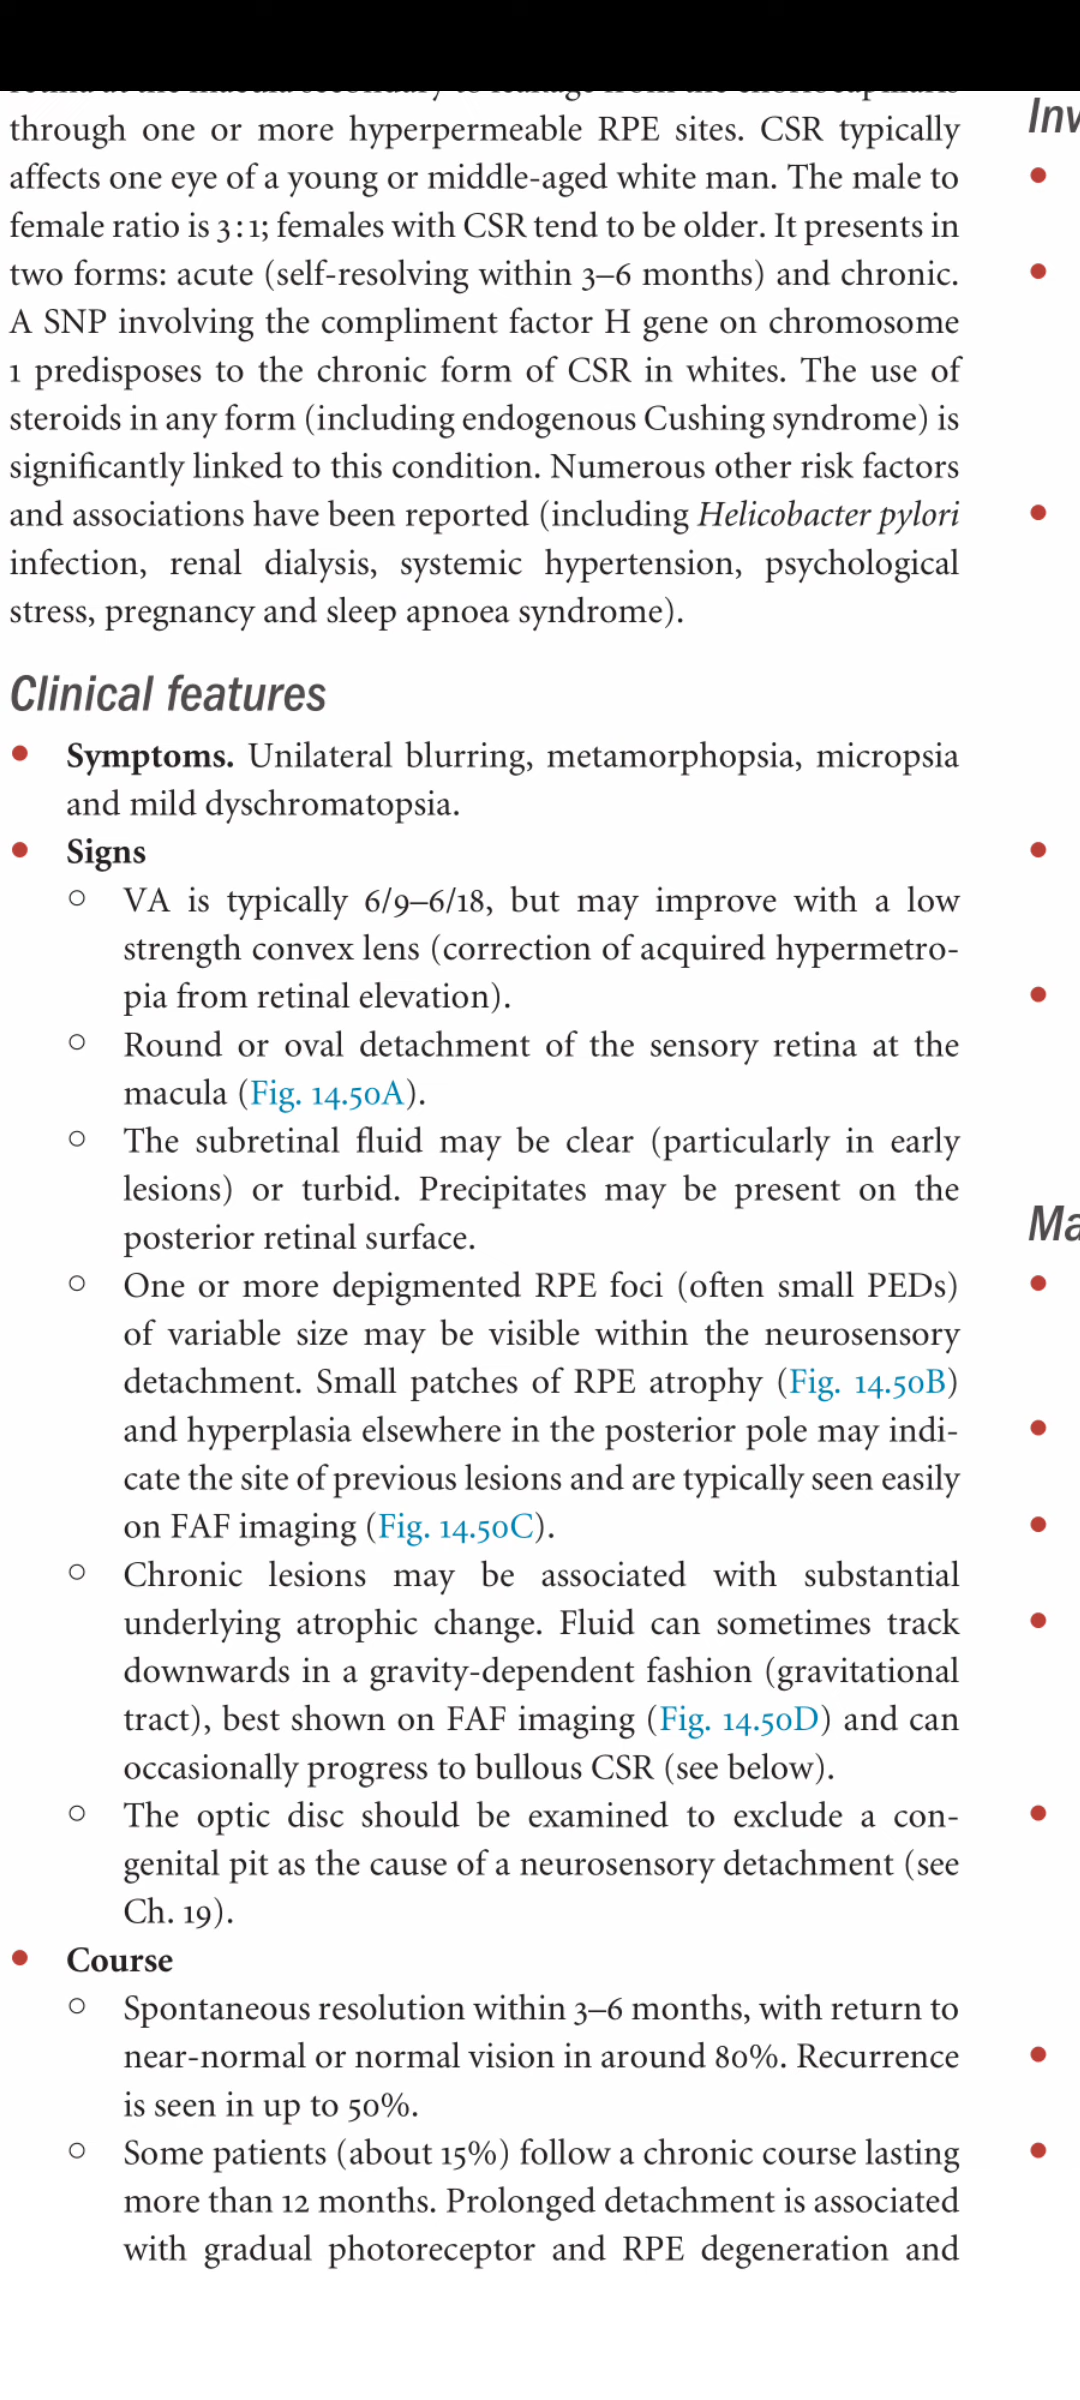 through one or more hyperpermeable RPE sites. CSR typically
affects one eye of a young or middle-aged white man. The male to
female ratio is 3:1; females with CSR tend to be older. It presents in
two forms: acute (self-resolving within 3–6 months) and chronic.
A SNP involving the compliment factor H gene on chromosome
1 predisposes to the chronic form of CSR in whites. The use of
steroids in any form (including endogenous Cushing syndrome) is
significantly linked to this condition. Numerous other risk factors
and associations have been reported (including Helicobacter pylori
infection, renal dialysis, systemic hypertension, psychological
stress, pregnancy and sleep apnoea syndrome).
Clinical features
• Symptoms. Unilateral blurring, metamorphopsia, micropsia
and mild dyschromatopsia.
• Signs
○ VA is typically 6/9–6/18, but may improve with a low
strength convex lens (correction of acquired hypermetro-
pia from retinal elevation).
○ Round or oval detachment of the sensory retina at the
macula (Fig. 14.50A).
○ The subretinal fluid may be clear (particularly in early
lesions) or turbid. Precipitates may be present on the
posterior retinal surface.
○ One or more depigmented RPE foci (often small PEDs)
of variable size may be visible within the neurosensory
detachment. Small patches of RPE atrophy (Fig. 14.50B)
and hyperplasia elsewhere in the posterior pole may indi-
cate the site of previous lesions and are typically seen easily
on FAF imaging (Fig. 14.50C).
○ Chronic lesions may be associated with substantial
underlying atrophic change. Fluid can sometimes track
downwards in a gravity-dependent fashion (gravitational
tract), best shown on FAF imaging (Fig. 14.50D) and can
occasionally progress to bullous CSR (see below).
○ The optic disc should be examined to exclude a con-
genital pit as the cause of a neurosensory detachment (see
Ch. 19).
• Course
○ Spontaneous resolution within 3–6 months, with return to
near-normal or normal vision in around 80%. Recurrence
is seen in up to 50%.
○ Some patients (about 15%) follow a chronic course lasting
more than 12 months. Prolonged detachment is associated
with gradual photoreceptor and RPE degeneration and
Inv
Ma